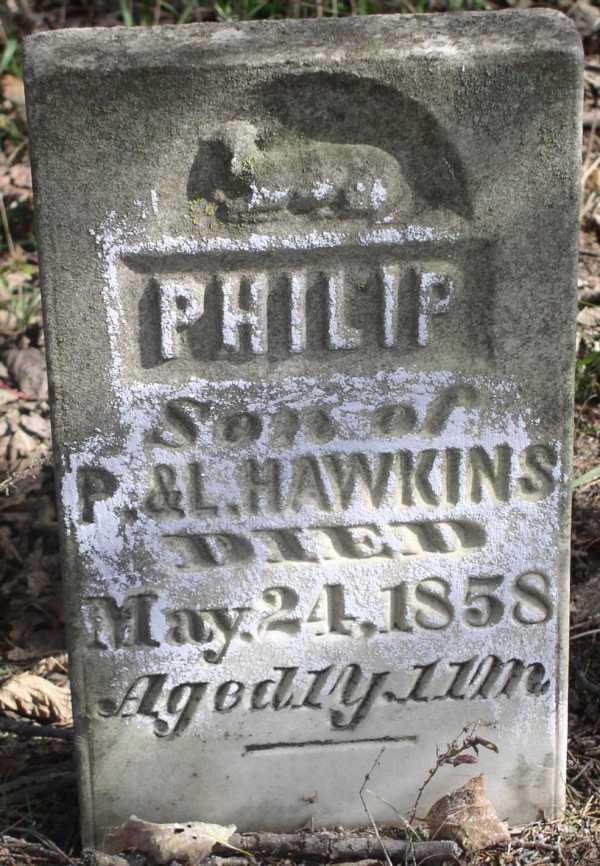 PHILIP
Son of
P. & L. HAWKINS
DIED
May. 24, 1858
Aged 1y. 11m